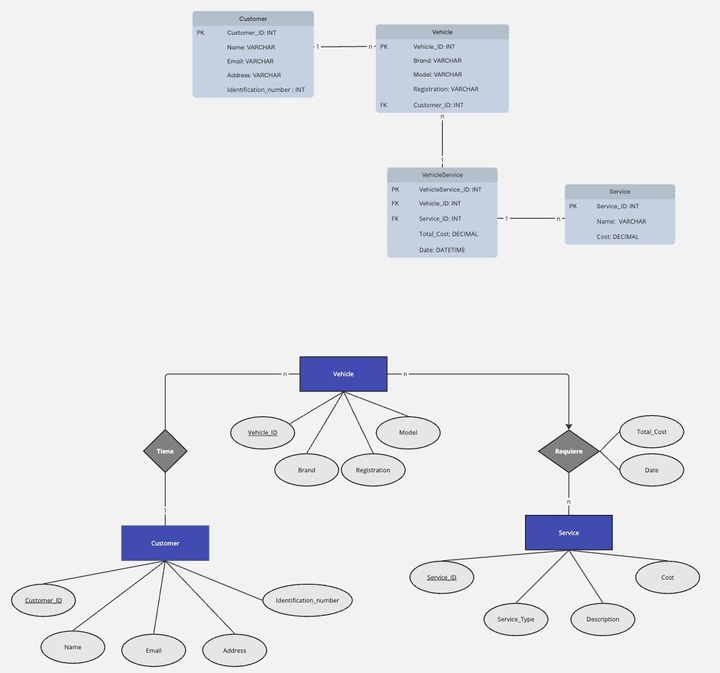 Customer
PK Customer_ID: INT
Name: VARCHAR
Email: VARCHAR
Address: VARCHAR
Identification_number : INT
1
n
Vehicle
PK Vehicle_ID: INT
Brand: VARCHAR
Model: VARCHAR
Registration: VARCHAR
FK Customer_ID: INT
n
1
VehicleService
PK VehicleService_ID: INT
FK Vehicle_ID: INT
FK Service_ID: INT
Total_Cost: DECIMAL
Date: DATETIME
1
n
Service
PK Service_ID: INT
Name: VARCHAR
Cost: DECIMAL
n
Vehicle
n
Vehicle_ID
Model
Brand
Registration
Tiene
Requiere
Total_Cost
Date
1
n
Customer
Service
Customer_ID
Identification_number
Name
Email
Address
Service_ID
Cost
Service_Type
Description